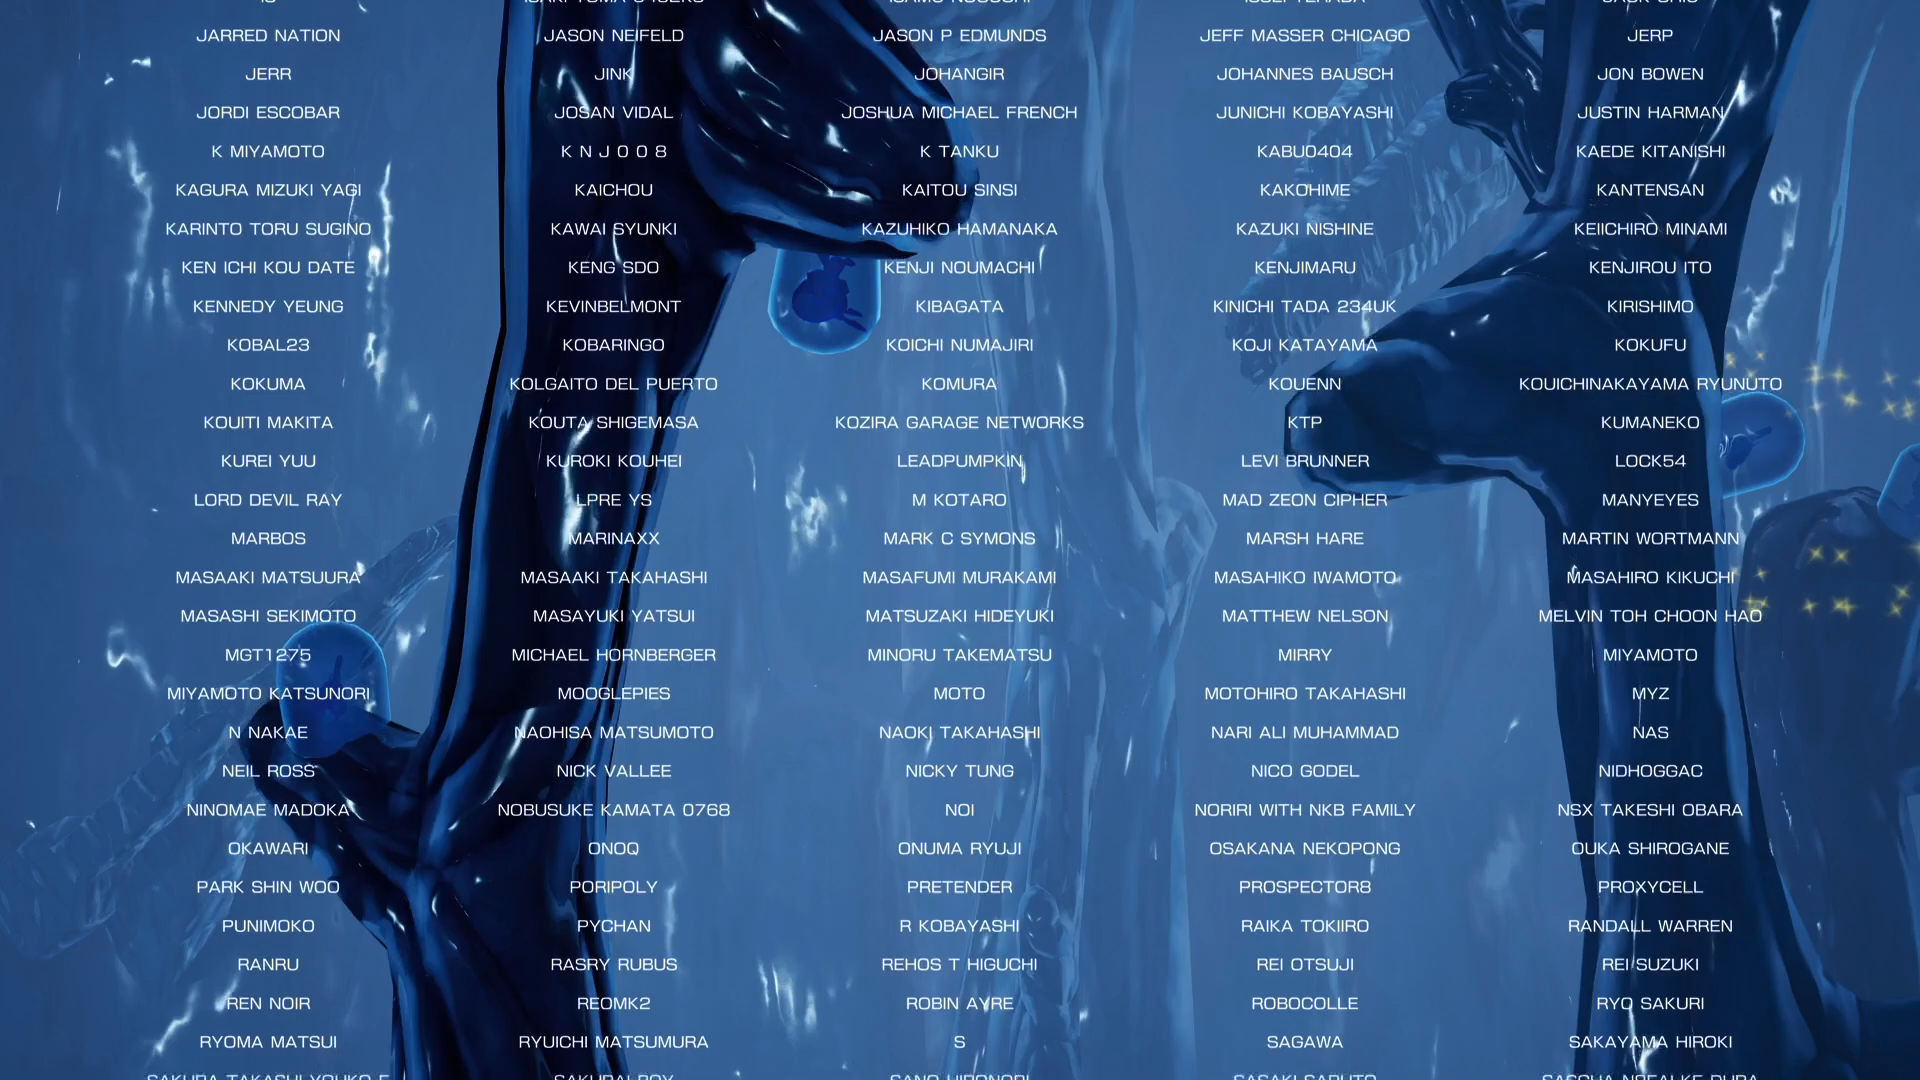 JARRED NATION JASON NEIFELD JASON P EDMUNDS JEFF MASSER CHICAGO JERP
JERR JINK JOHANGIR JOHANNES BAUSCH JON BOWEN
JORDI ESCOBAR JOSAN VIDAL JOSHUA MICHAEL FRENCH JUNICHI KOBAYASHI JUSTIN HARMAN
K MIYAMOTO K N J 0 0 8 K TANKU KABU0404 KAEDE KITANISHI
KAGURA MIZUKI YAGI KAICHOU KAITOU SINSI KAKOHIME KANTENSAN
KARINTO TORU SUGINO KAWAI SYUNKI KAZUHIKO HAMANAKA KAZUKI NISHINE KEIICHIRO MINAMI
KEN ICHI KOU DATE KENG SDO KENJI NOUMACHI KENJIMARU KENJIROU ITO
KENNEDY YEUNG KEVINBELMONT KIBAGATA KINICHI TADA 234UK KIRISHIMO
KOBAL23 KOBARINGO KOICHI NUMAJIRI KOJI KATAYAMA KOKUFU
KOKUMA KOLGAITO DEL PUERTO KOMURA KOUENN KOUICHINAKAYAMA RYUNUTO
KOUITI MAKITA KOUTA SHIGEMASA KOZIRA GARAGE NETWORKS KTP KUMANEKO
KUREI YUU KUROKI KOUHEI LEADPUMPKIN LEVI BRUNNER LOCK54
LORD DEVIL RAY LPRE YS M KOTARO MAD ZEON CIPHER MANYEYES
MARBOS MARINAXX MARK C SYMONS MARSH HARE MARTIN WORTMANN
MASAAKI MATSUURA MASAAKI TAKAHASHI MASAFUMI MURAKAMI MASAHIKO IWAMOTO MASAHIRO KIKUCHI
MASASHI SEKIMOTO MASAYUKI YATSUI MATSUZAKI HIDEYUKI MATTHEW NELSON MELVIN TOH CHOON HAO
MGT1275 MICHAEL HORNBERGER MINORU TAKEMATSU MIRRY MIYAMOTO
MIYAMOTO KATSUNORI MOOGLEPIES MOTO MOTOHIRO TAKAHASHI MYZ
N NAKAE NAOHISA MATSUMOTO NAOKI TAKAHASHI NARI ALI MUHAMMAD NAS
NEIL ROSS NICK VALLEE NICKY TUNG NICO GODEL NIDHOGGAC
NINOMAE MADOKA NOBUSUKE KAMATA 0768 NOI NORIRI WITH NKB FAMILY NSX TAKESHI OBARA
OKAWARI ONOQ ONUMA RYUJI OSAKANA NEKOPONG OUKA SHIROGANE
PARK SHIN WOO PORIPOLY PRETENDER PROSPECTOR8 PROXYCELL
PUNIMOKO PYCHAN R KOBAYASHI RAIKA TOKIIRO RANDALL WARREN
RANRU RASRY RUBUS REHOS T HIGUCHI REI OTSUJI REI SUZUKI
REN NOIR REOMK2 ROBIN AYRE ROBOCOLLE RYO SAKURI
RYOMA MATSUI RYUICHI MATSUMURA S SAGAWA SAKAYAMA HIROKI